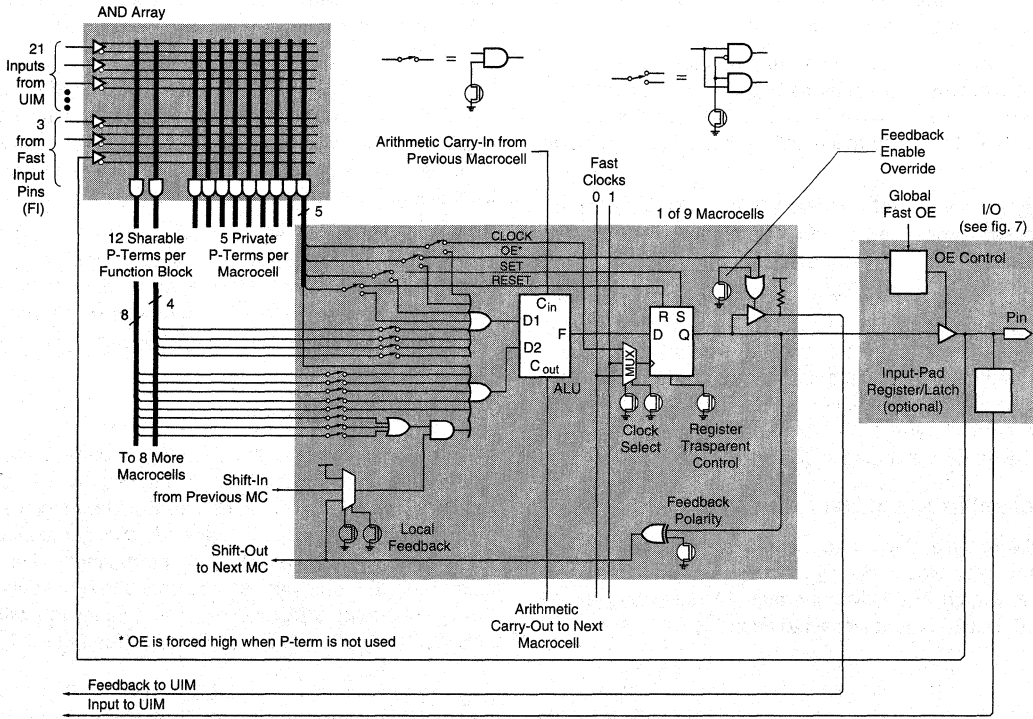 AND Array
21
Inputs
from
UIM
3
from
Fast
Input
Pins
(FI)
=
=
Arithmetic Carry-In from
Previous Macrocell
Fast
Clocks
0 1
Feedback
Enable
Override
Global
Fast OE
I/O
(see fig. 7)
1 of 9 Macrocells
5
12 Sharable
P-Terms per
Function Block
5 Private
P-Terms per
Macrocell
CLOCK
OE*
SET
RESET
OE Control
8
4
Cin
D1
D2
F
Cout
ALU
R S
D Q
MUX
Pin
Input-Pad
Register/Latch
(optional)
Clock
Select
Register
Trasparent
Control
To 8 More
Macrocells
Shift-In
from Previous MC
Local
Feedback
Feedback
Polarity
Shift-Out
to Next MC
Arithmetic
Carry-Out to Next
Macrocell
* OE is forced high when P-term is not used
Feedback to UIM
Input to UIM